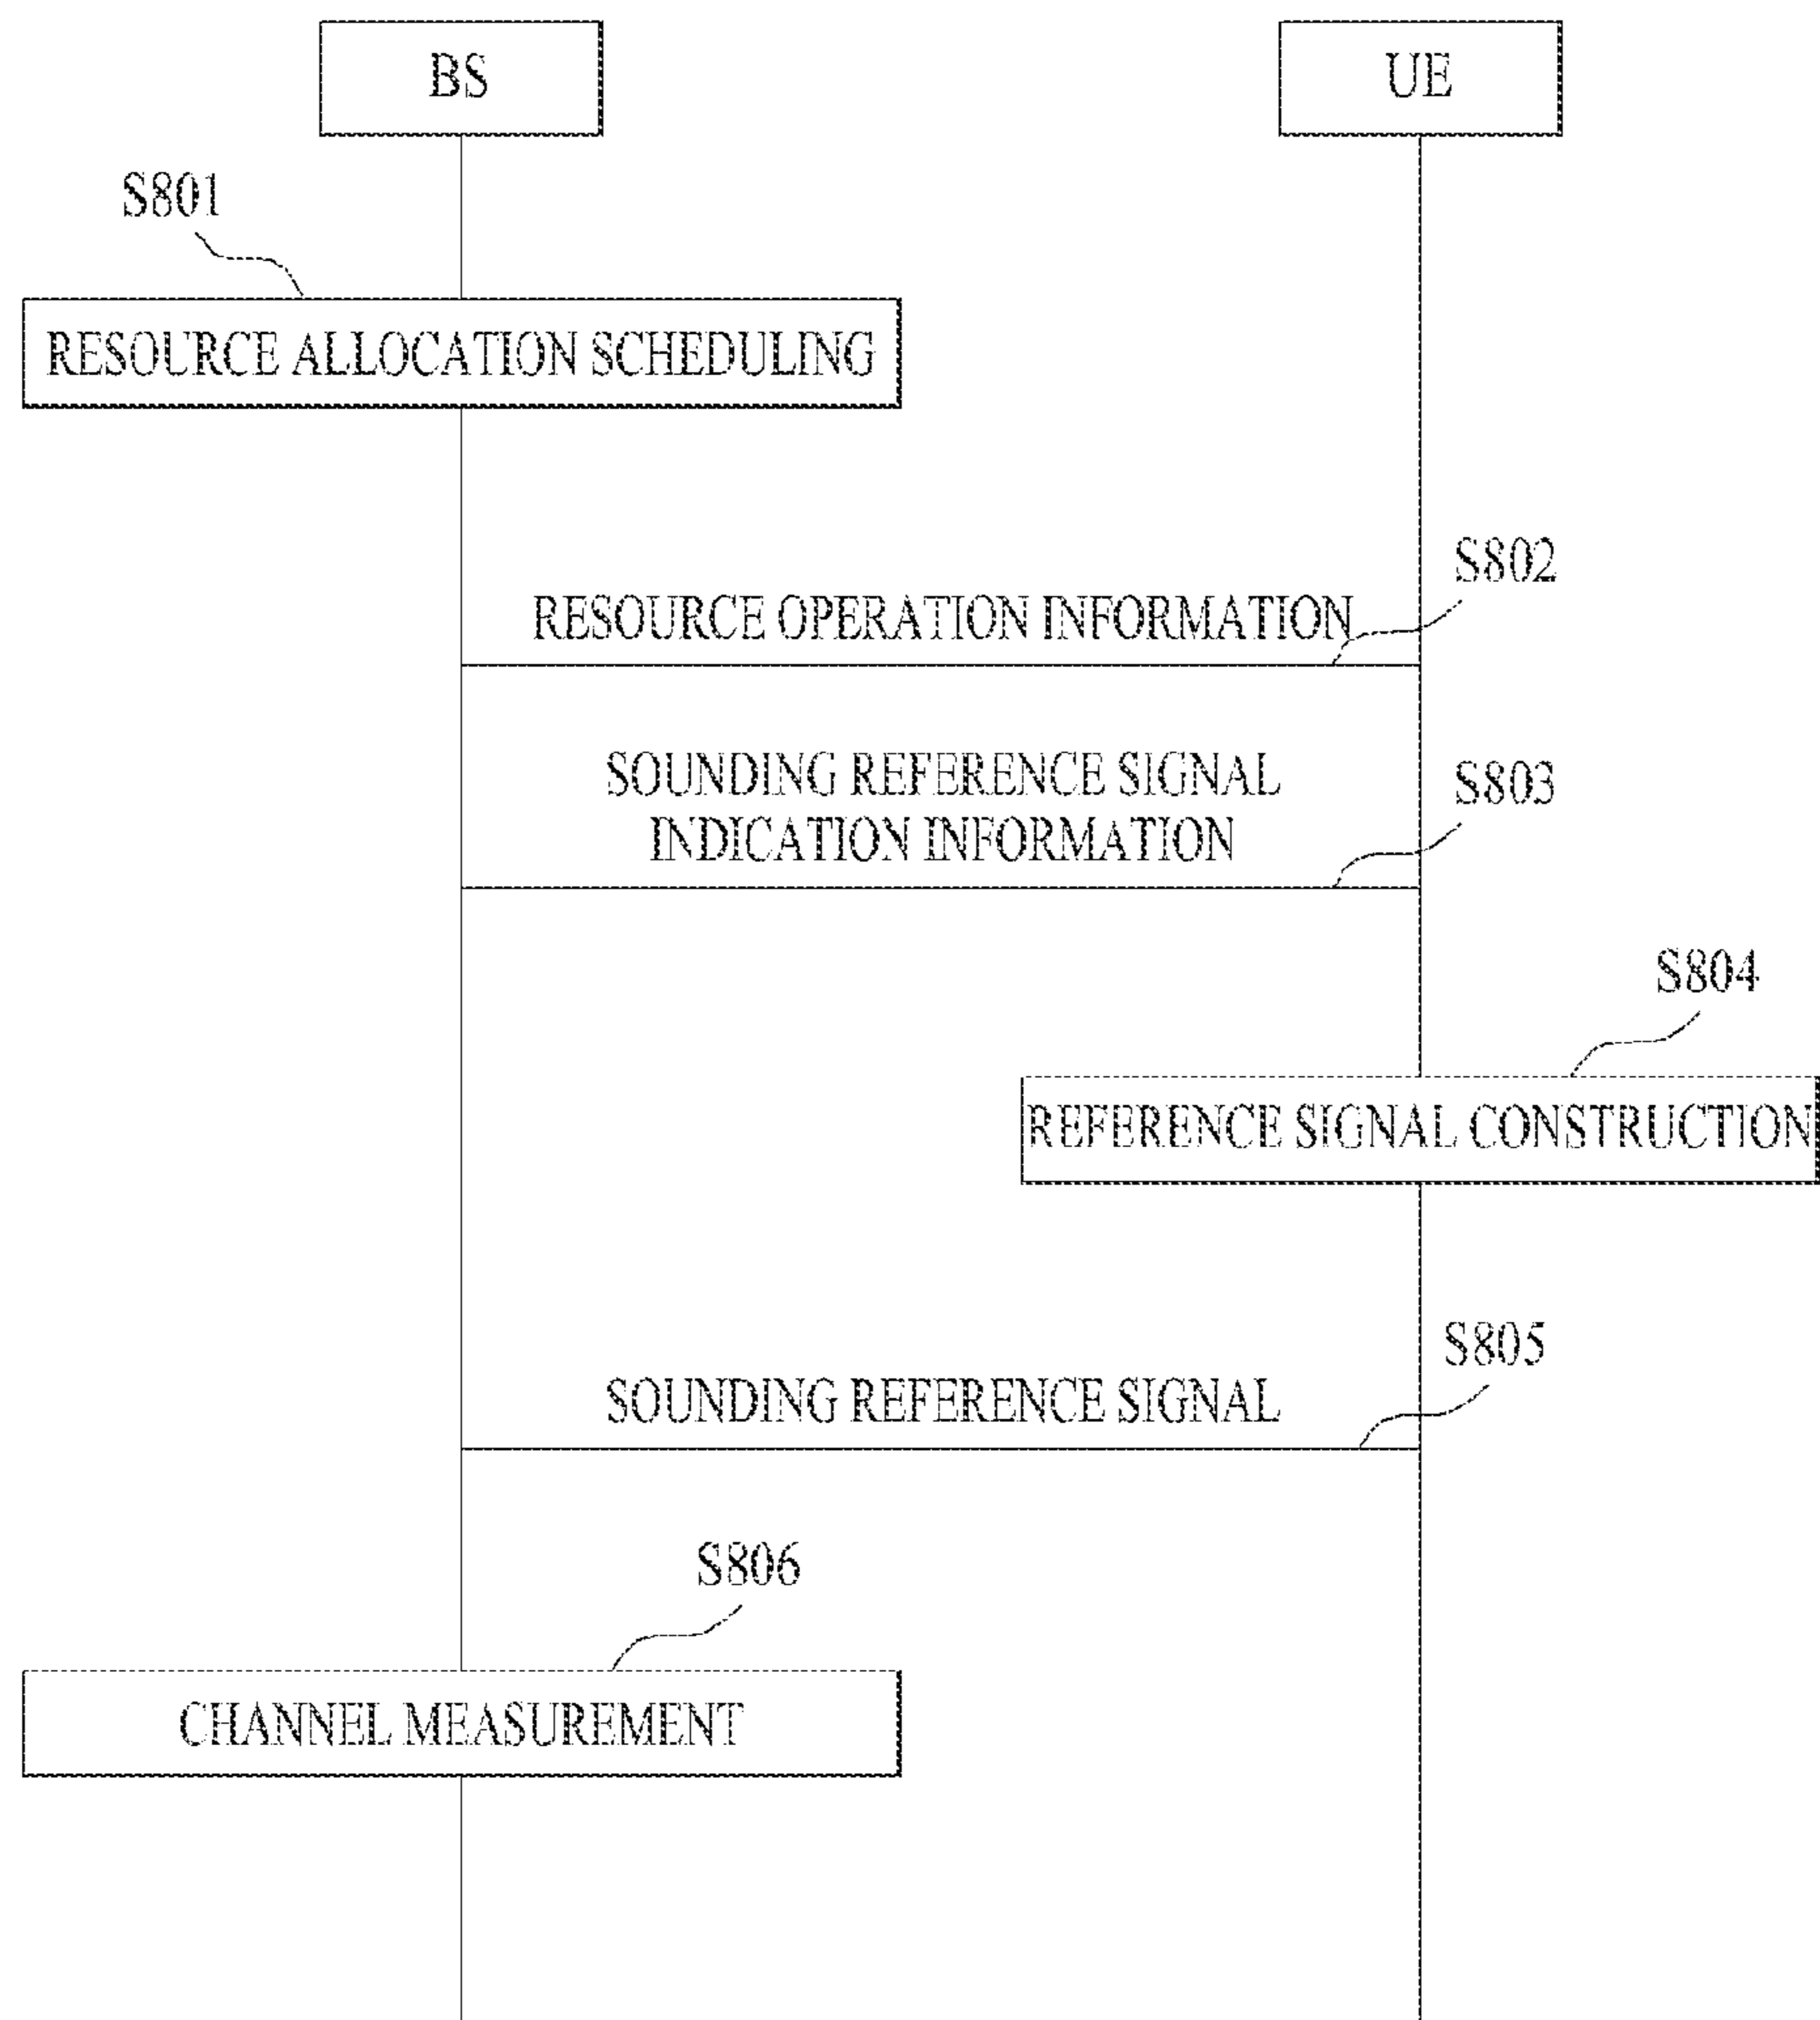 BS
UE
S801
RESOURCE ALLOCATION SCHEDULING
S802
RESOURCE OPERATION INFORMATION
SOUNDING REFERENCE SIGNAL
INDICATION INFORMATION
S803
S804
REFERENCE SIGNAL CONSTRUCTION
S805
SOUNDING REFERENCE SIGNAL
S806
CHANNEL MEASUREMENT